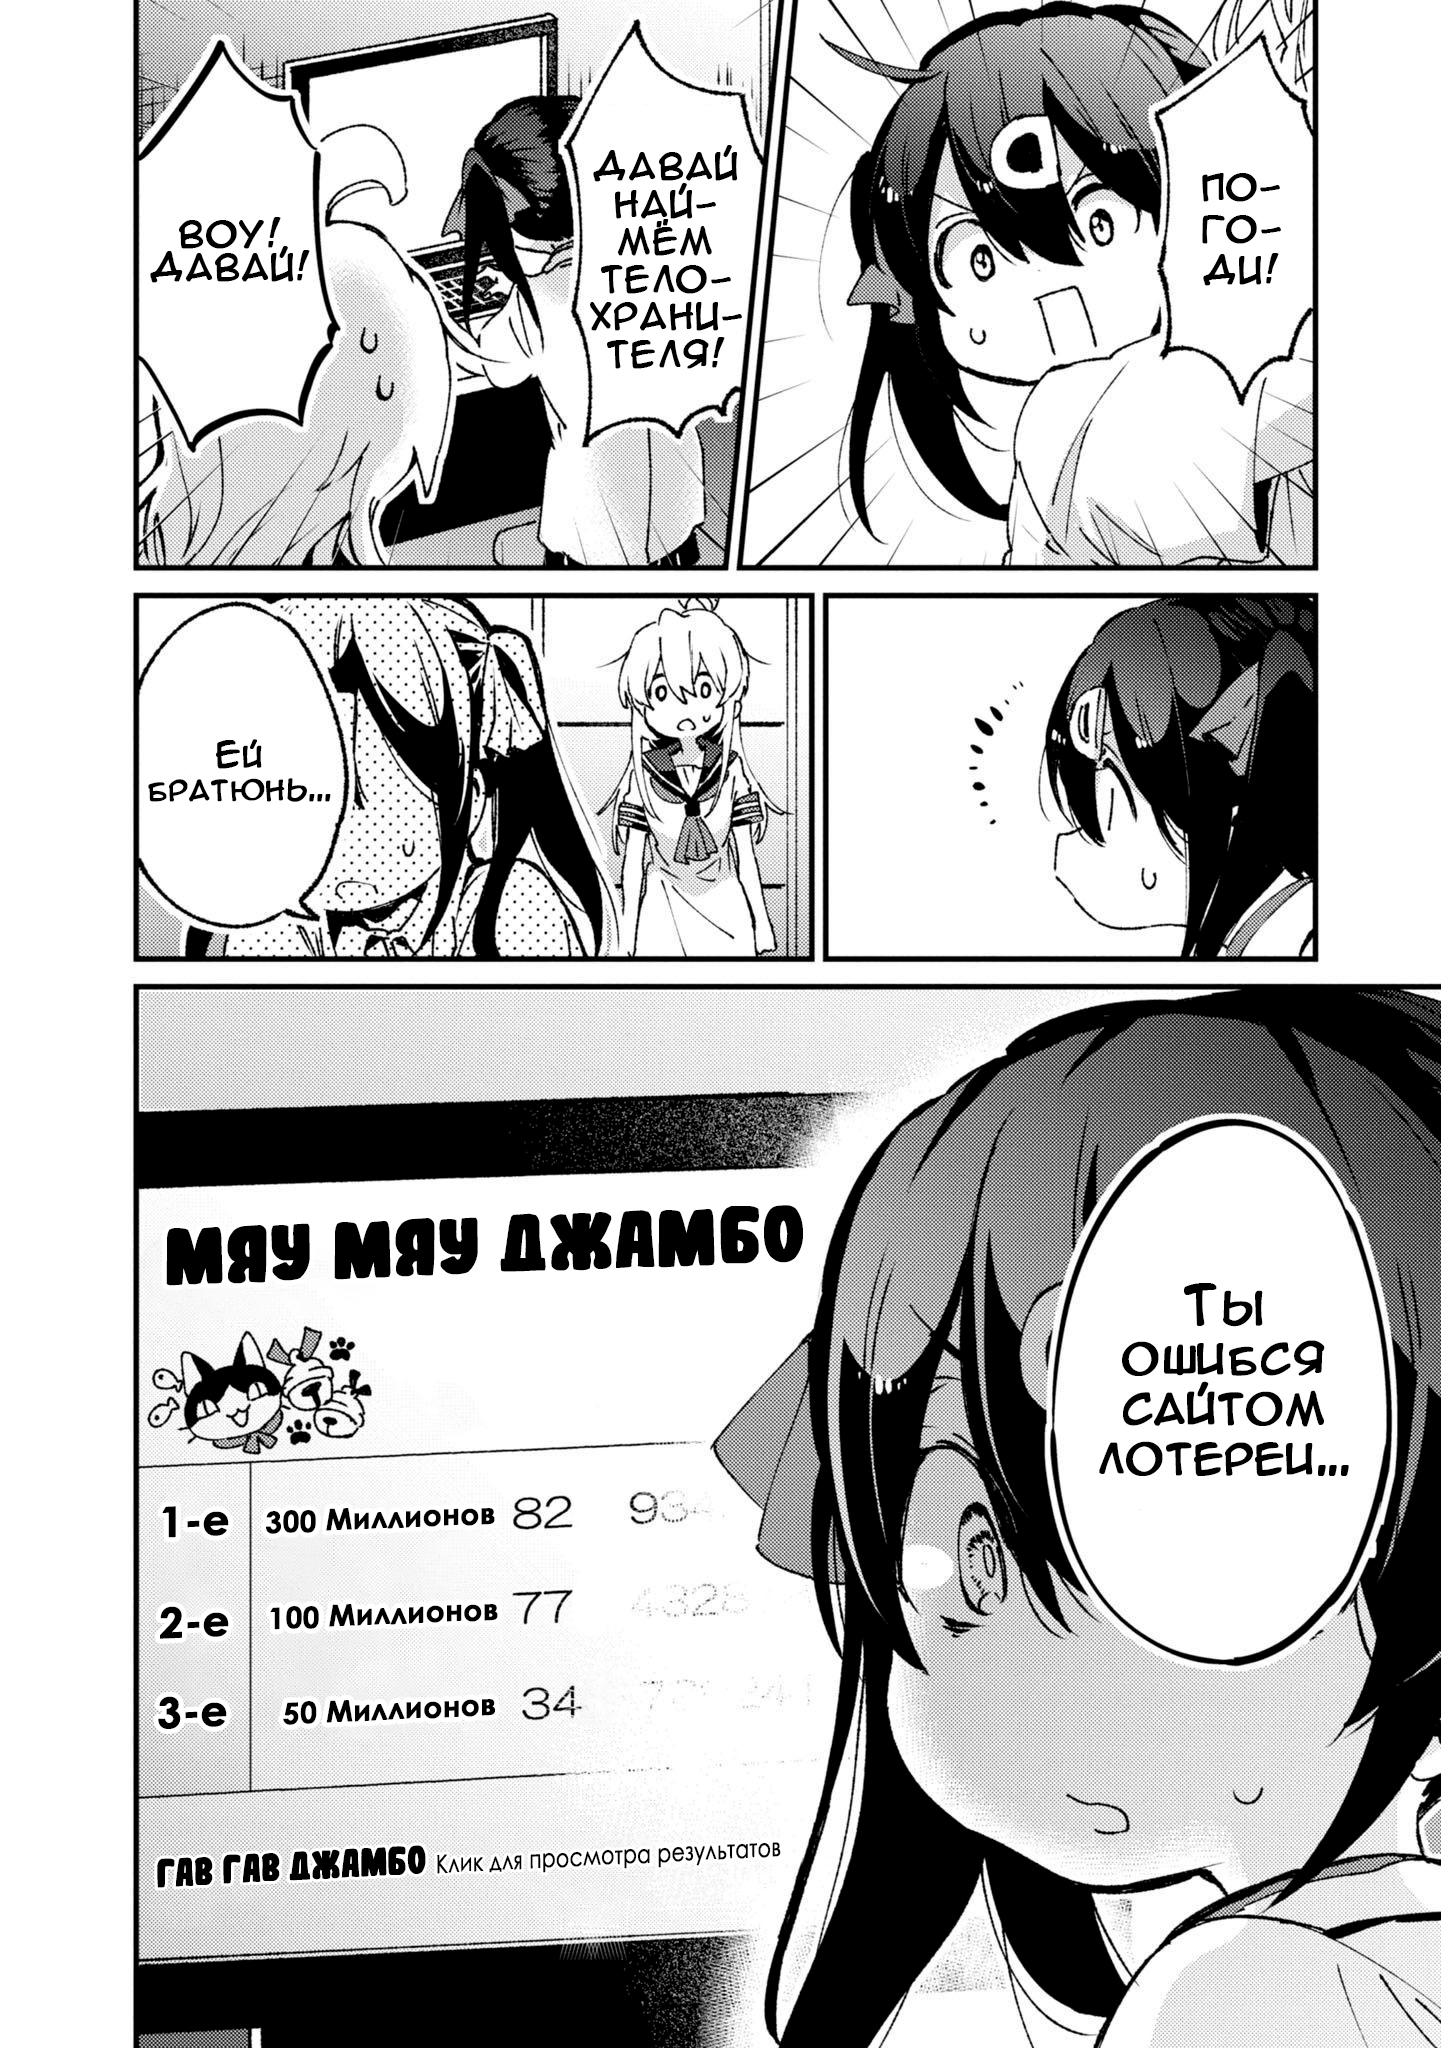 ПО-
ГО-
ДИ!
ДАВАЙ
НАЙ-
МЁМ
ТЕЛО-
ХРАНИ-
ТЕЛЯ!
ВОУ!
ДАВАЙ!
ЕЙ
БРАТЮНЬ...
ТЫ
ОШИБСЯ
САЙТОМ
ЛОТЕРЕИ...
МЯУ МЯУ ДЖАМБО
1-е 300 Миллионов 82 934
2-е 100 Миллионов 77 4328
3-е 50 Миллионов 34
ГАВ ГАВ ДЖАМБО Клик для просмотра результатов